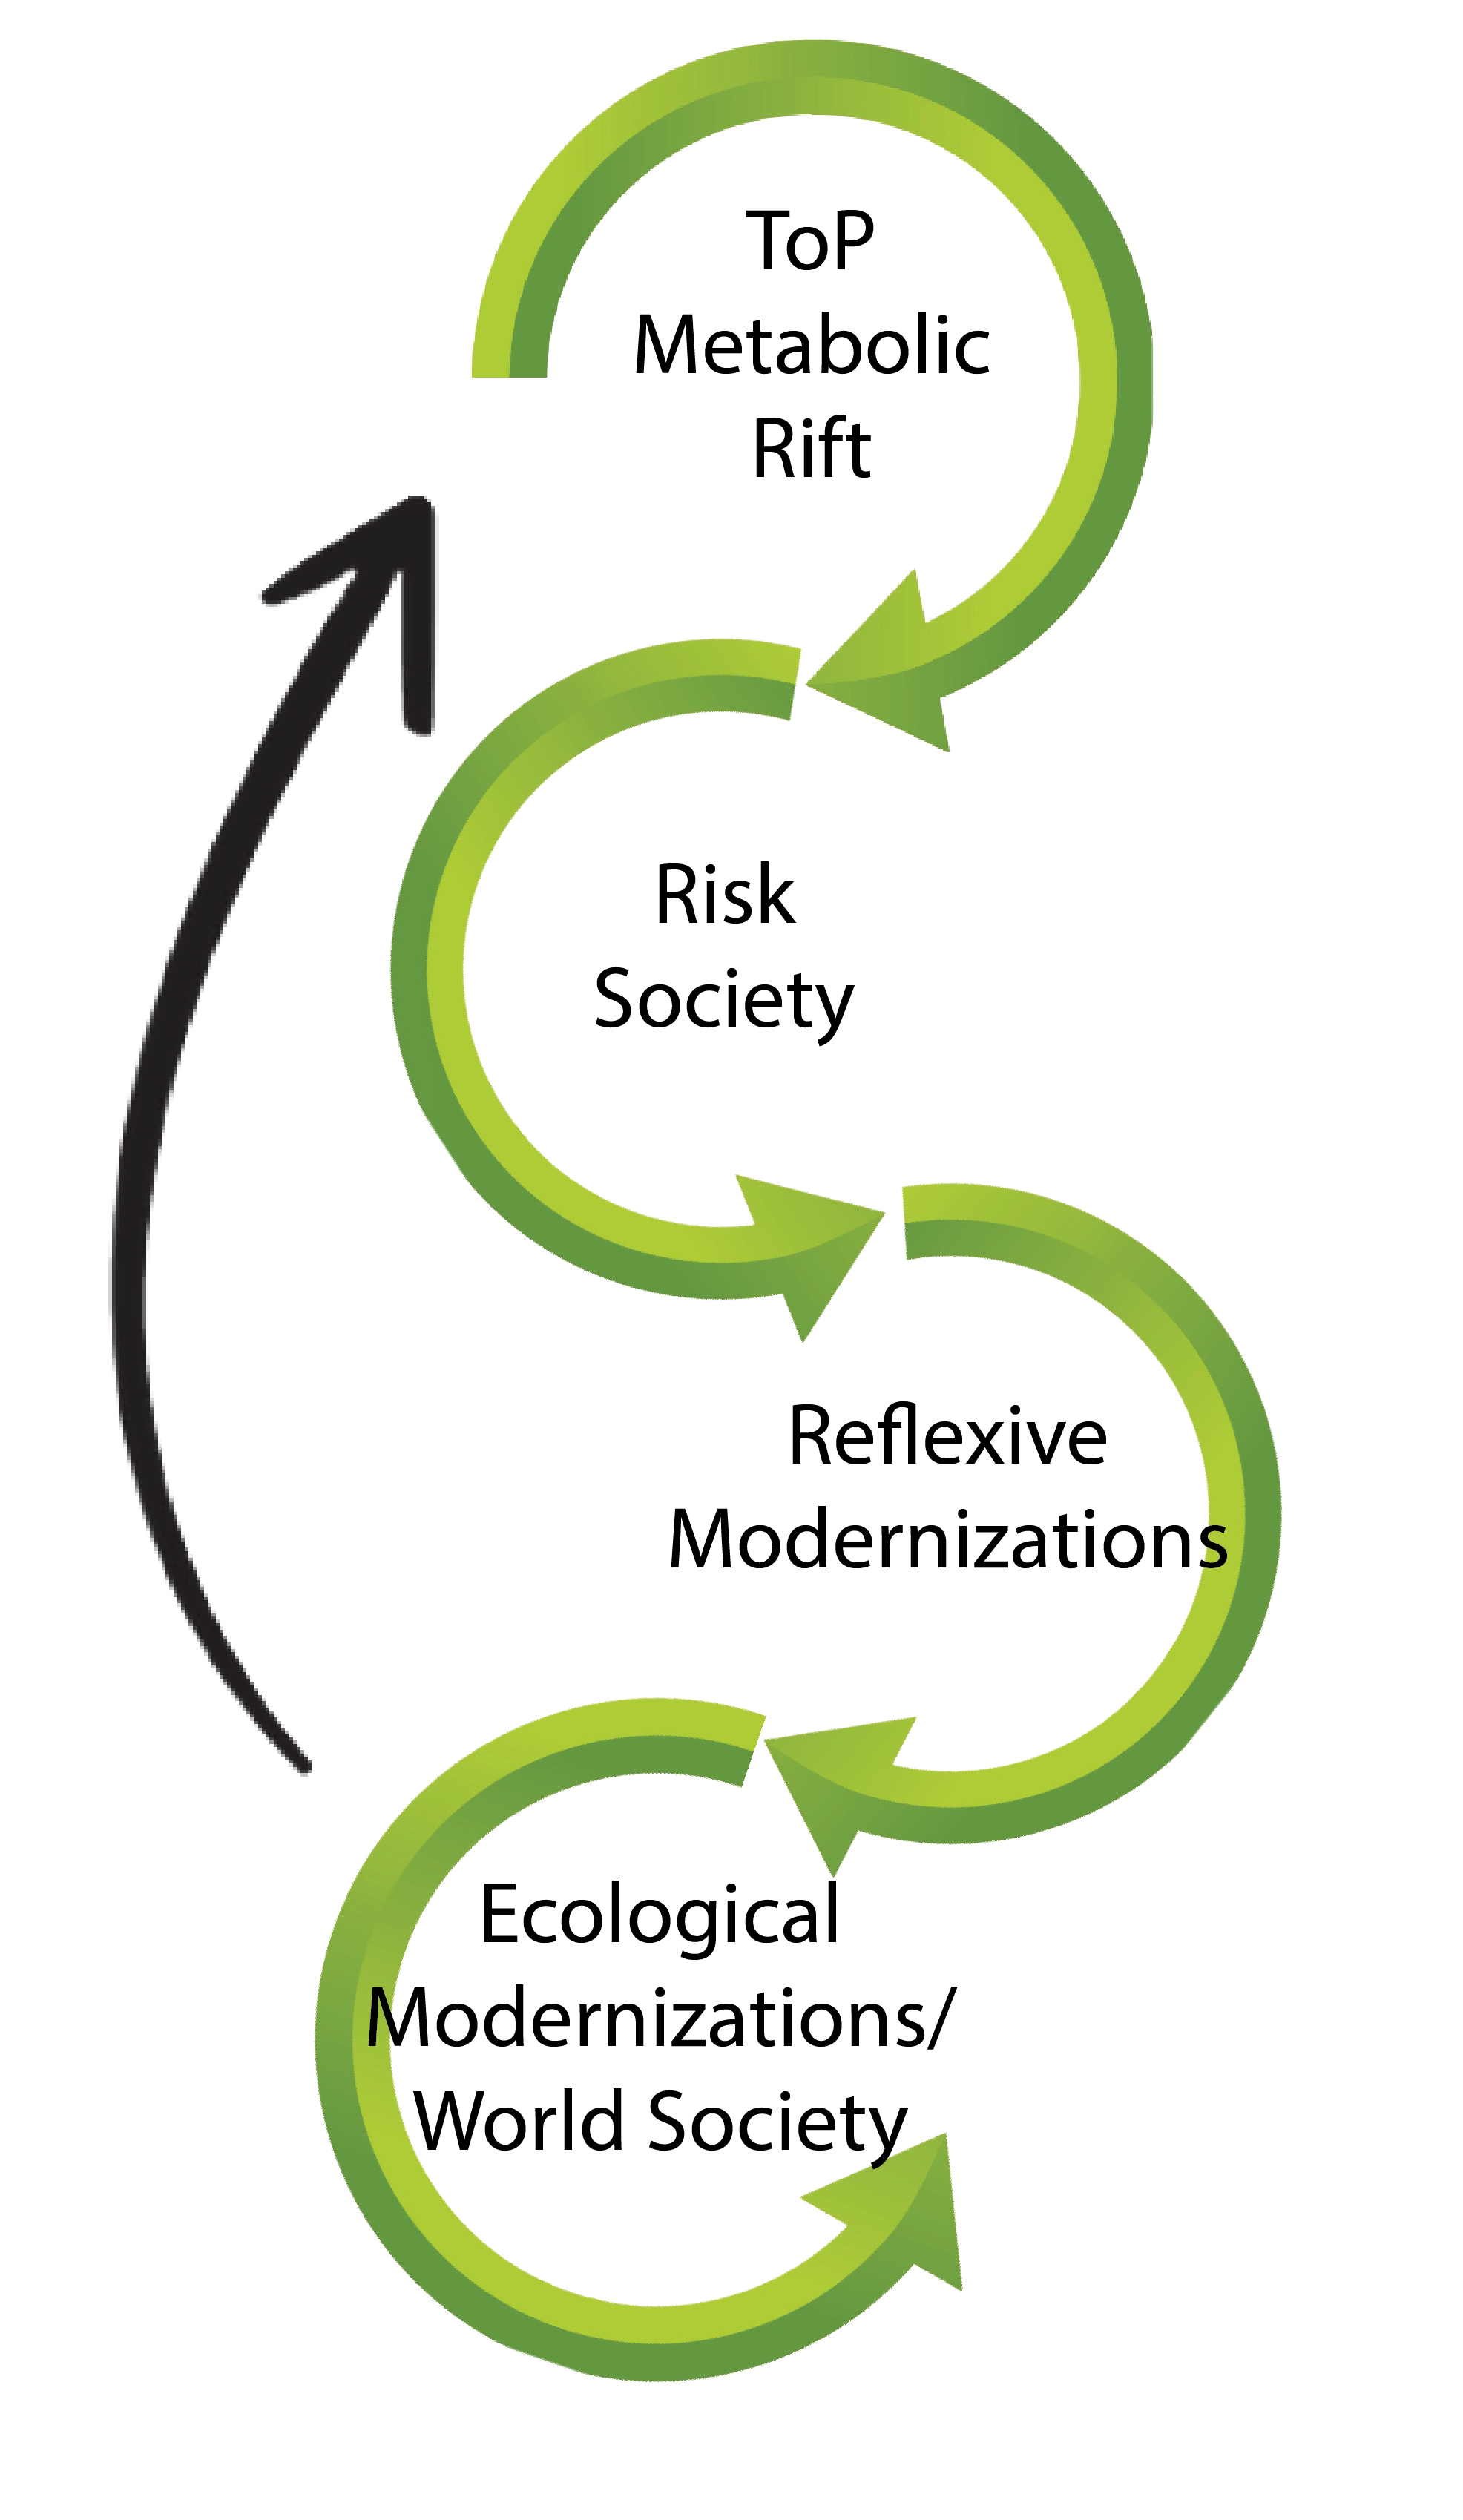 ToP
Metabolic
Rift
Risk
Society
Reflexive
Modernizations
Ecological
Modernizations/
World Society